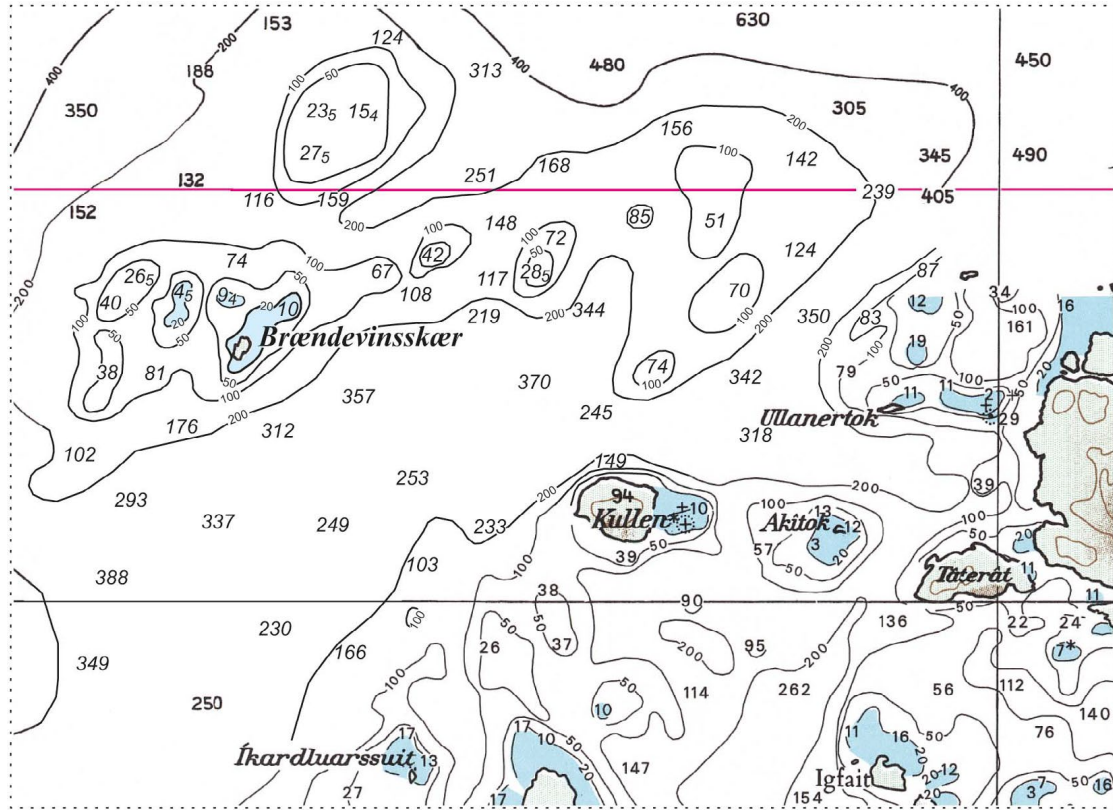 153 124 630
188 313 480 450
350 23₅ 15₄ 305
27₅ 156 142 345 490
132 251 168
116 159 239 405
152 148 85 51
74 42 72 124
26₅ 67 117 28₅ 87
40 4₅ 9₄ 108 344 70 34
10 219 350 83 12 161 16
Brændevinsskær
38 81 74 79 19
357 370 342 11 11 2
176 312 245 Ullanertok 29
102 318
253 149 39
293 94 10
337 249 233 Kullen 13
Akitok 12
39 57 3 20
388 103 Tâterât 11
38 90 11
230 26 37 136 22 24
349 166 95 7*
114 262 56 112
250 10 140
17 17 10 11 16 76
Íkardluarssuit 13 147
27 17 154 Igfait 12 3 7 16